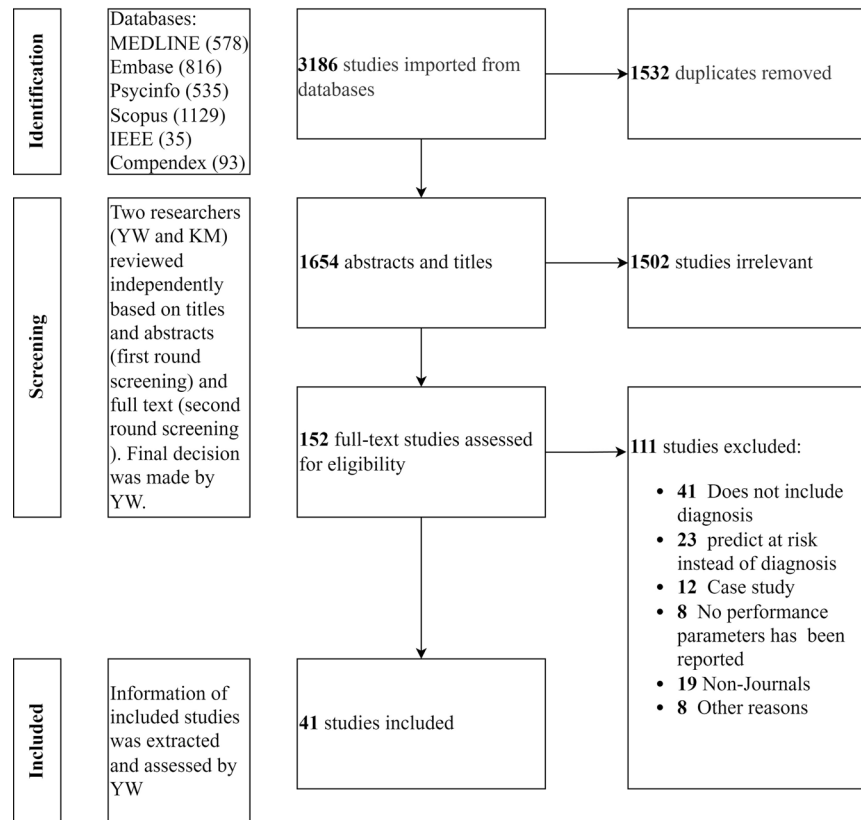 Identification
Databases:
MEDLINE (578)
Embase (816)
Psycinfo (535)
Scopus (1129)
IEEE (35)
Compendex (93)
3186 studies imported from
databases
1532 duplicates removed
Screening
Two researchers
(YW and KM)
reviewed
independently
based on titles
and abstracts
(first round
screening) and
full text (second
round screening
). Final decision
was made by
YW.
1654 abstracts and titles
1502 studies irrelevant
152 full-text studies assessed
for eligibility
111 studies excluded:
• 41 Does not include
diagnosis
• 23 predict at risk
instead of diagnosis
• 12 Case study
• 8 No performance
parameters has been
reported
• 19 Non-Journals
• 8 Other reasons
Included
Information of
included studies
was extracted
and assessed by
YW
41 studies included